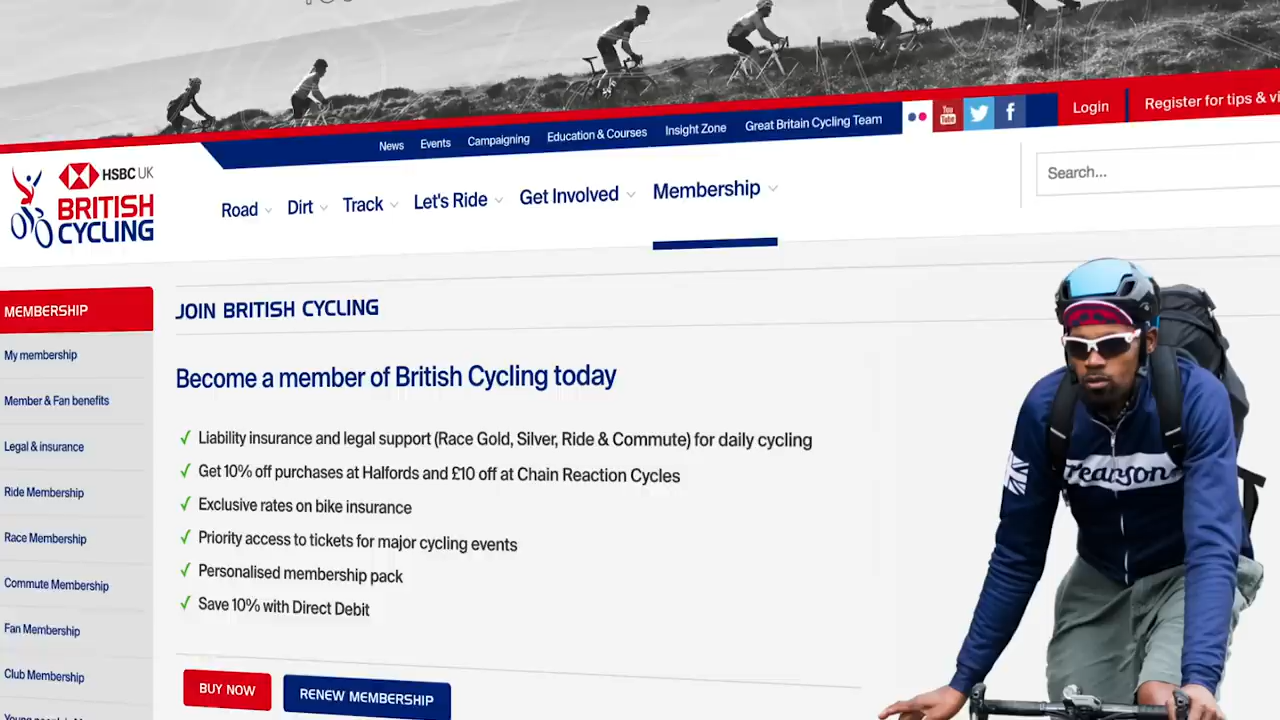 News
Events
Campaigning
Education & Courses
Insight Zone
Great Britain Cycling Team
You
Tube
f
Login
Register for tips &
HSBC UK
BRITISH
CYCLING
Road
Dirt
Track
Let's Ride
Get Involved
Membership
Search...
MEMBERSHIP
My membership
Member & Fan benefits
Legal & insurance
Ride Membership
Race Membership
Commute Membership
Fan Membership
Club Membership
JOIN BRITISH CYCLING
Become a member of British Cycling today
✓ Liability insurance and legal support (Race Gold, Silver, Ride & Commute) for daily cycling
✓ Get 10% off purchases at Halfords and £10 off at Chain Reaction Cycles
✓ Exclusive rates on bike insurance
✓ Priority access to tickets for major cycling events
✓ Personalised membership pack
✓ Save 10% with Direct Debit
BUY NOW
RENEW MEMBERSHIP
Pearson